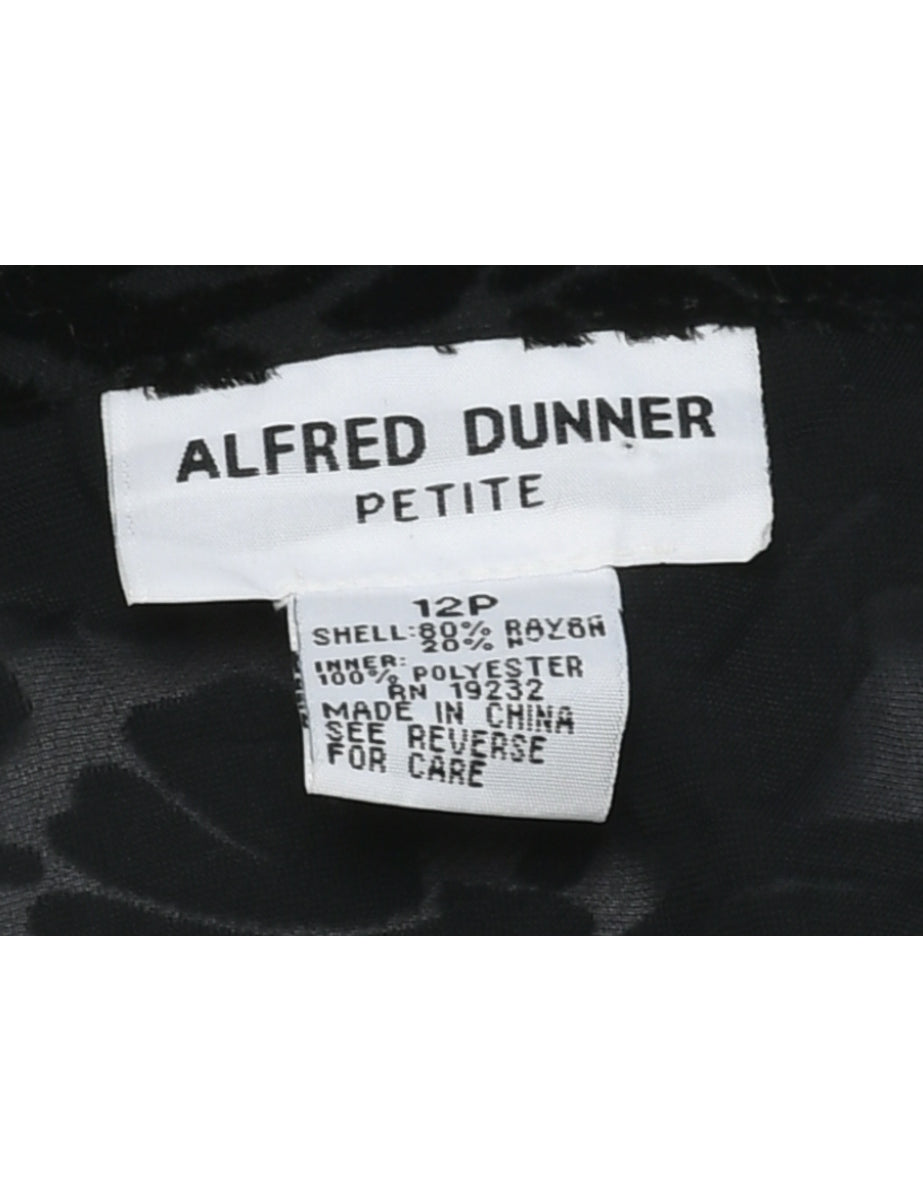 ALFRED DUNNER
PETITE
12P
SHELL: 80% RAYON
20% NYLON
INNER:
100% POLYESTER
RN 19232
MADE IN CHINA
SEE REVERSE
FOR CARE